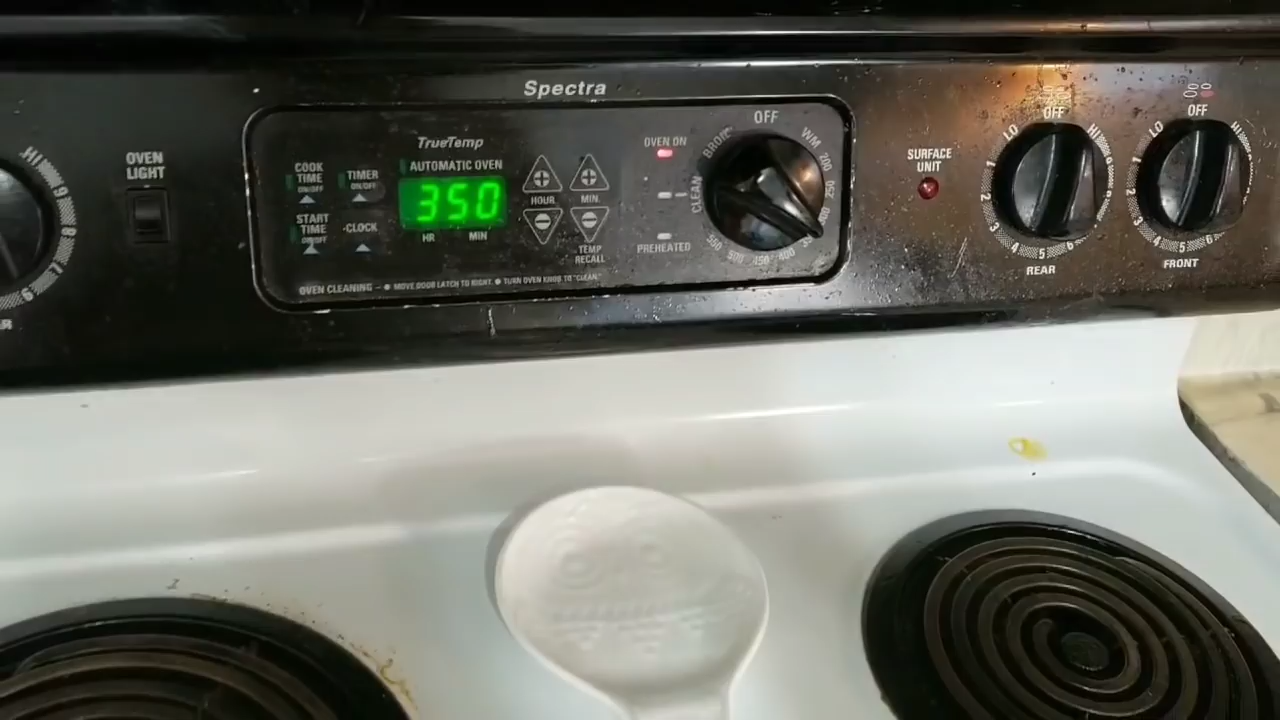 Spectra
OFF
TrueTemp
AUTOMATIC OVEN
350
HR MIN
COOK TIME ON/OFF
TIMER ON/OFF
START TIME ON/OFF
CLOCK
HOUR MIN.
TEMP RECALL
OVEN ON
PREHEATED
BROIL
CLEAN
WM 200 250
400 450 500 550
OVEN CLEANING – ● MOVE DOOR LATCH TO RIGHT. ● TURN OVEN KNOB TO "CLEAN"
OVEN LIGHT
HI 9 8 7 6
SURFACE UNIT
OFF
LO HI
1 2 3 4 5 6
REAR
OFF
LO HI
1 2 3 4 5 6
FRONT